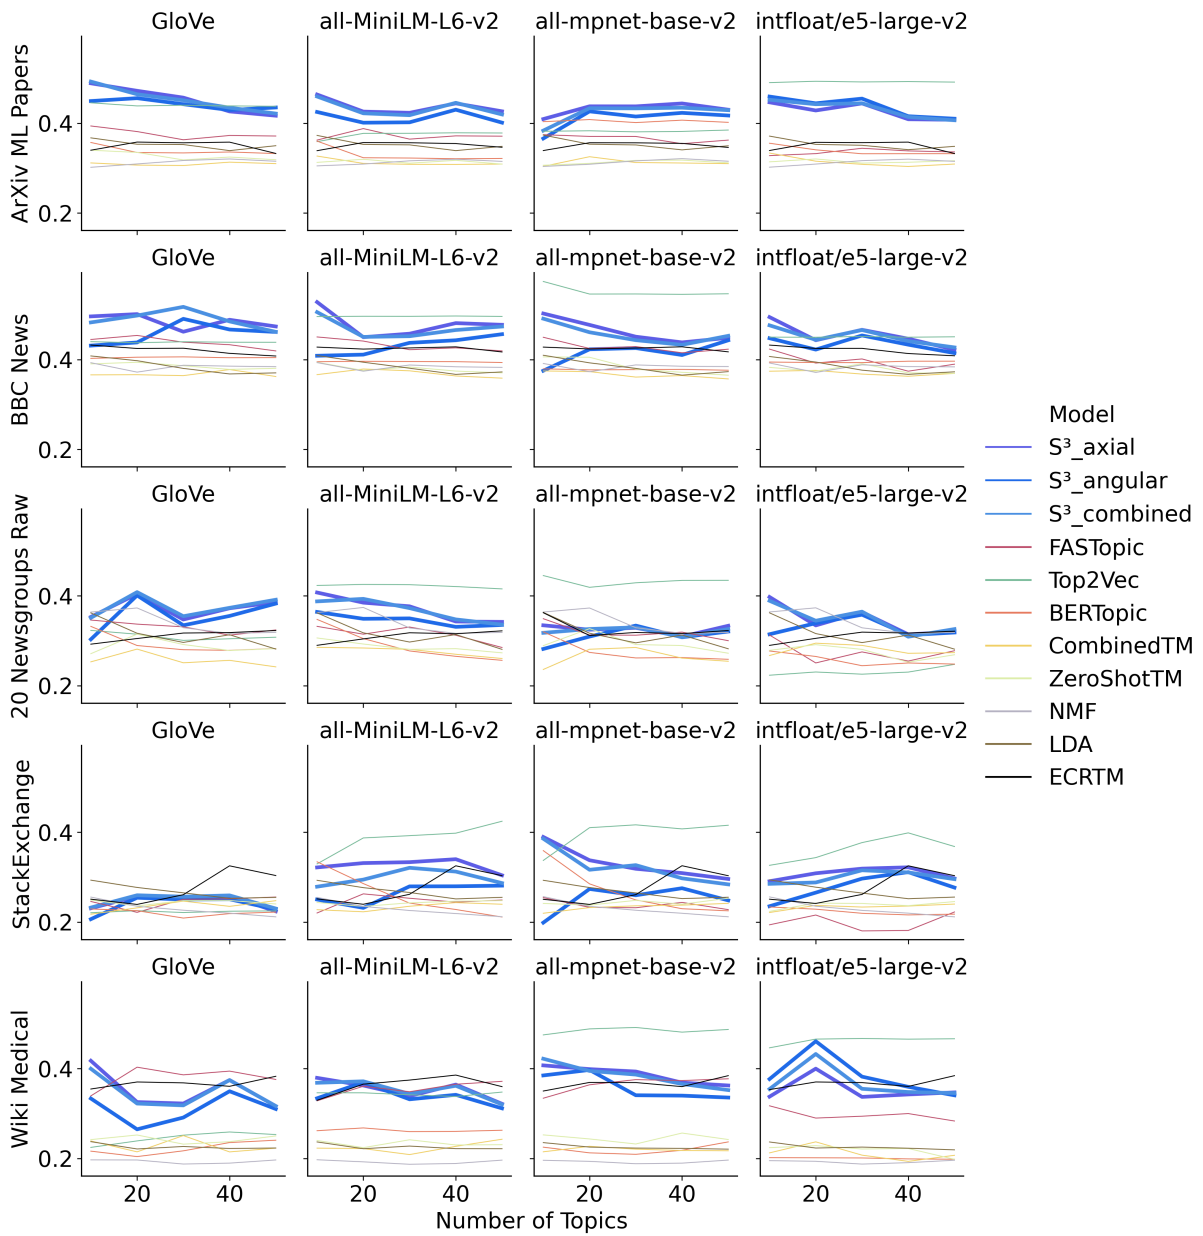 GloVe all-MiniLM-L6-v2 all-mpnet-base-v2 intfloat/e5-large-v2
ArXiv ML Papers
0.4
0.2
GloVe all-MiniLM-L6-v2 all-mpnet-base-v2 intfloat/e5-large-v2
BBC News
0.4
0.2
GloVe all-MiniLM-L6-v2 all-mpnet-base-v2 intfloat/e5-large-v2
20 Newsgroups Raw
0.4
0.2
GloVe all-MiniLM-L6-v2 all-mpnet-base-v2 intfloat/e5-large-v2
StackExchange
0.4
0.2
GloVe all-MiniLM-L6-v2 all-mpnet-base-v2 intfloat/e5-large-v2
Wiki Medical
0.4
0.2
20 40 20 40 20 40 20 40
Number of Topics
Model
S³_axial
S³_angular
S³_combined
FASTopic
Top2Vec
BERTopic
CombinedTM
ZeroShotTM
NMF
LDA
ECRTM